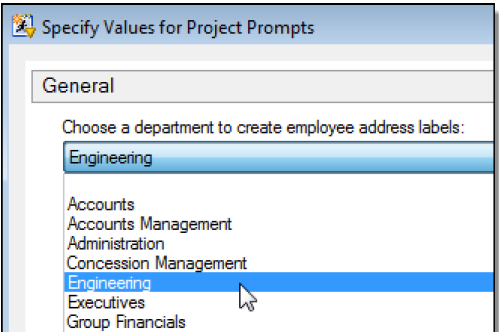 Specify Values for Project Prompts
General
Choose a department to create employee address labels:
Engineering
Accounts
Accounts Management
Administration
Concession Management
Engineering
Executives
Group Financials